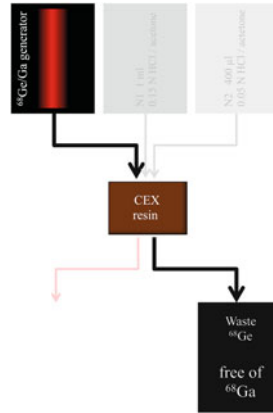 ⁶⁸Ge/Ga generator
N1 1 ml
0.15 N HCl / acetone
N2 400 µl
0.05 N HCl / acetone
CEX
resin
Waste
⁶⁸Ge
free of
⁶⁸Ga